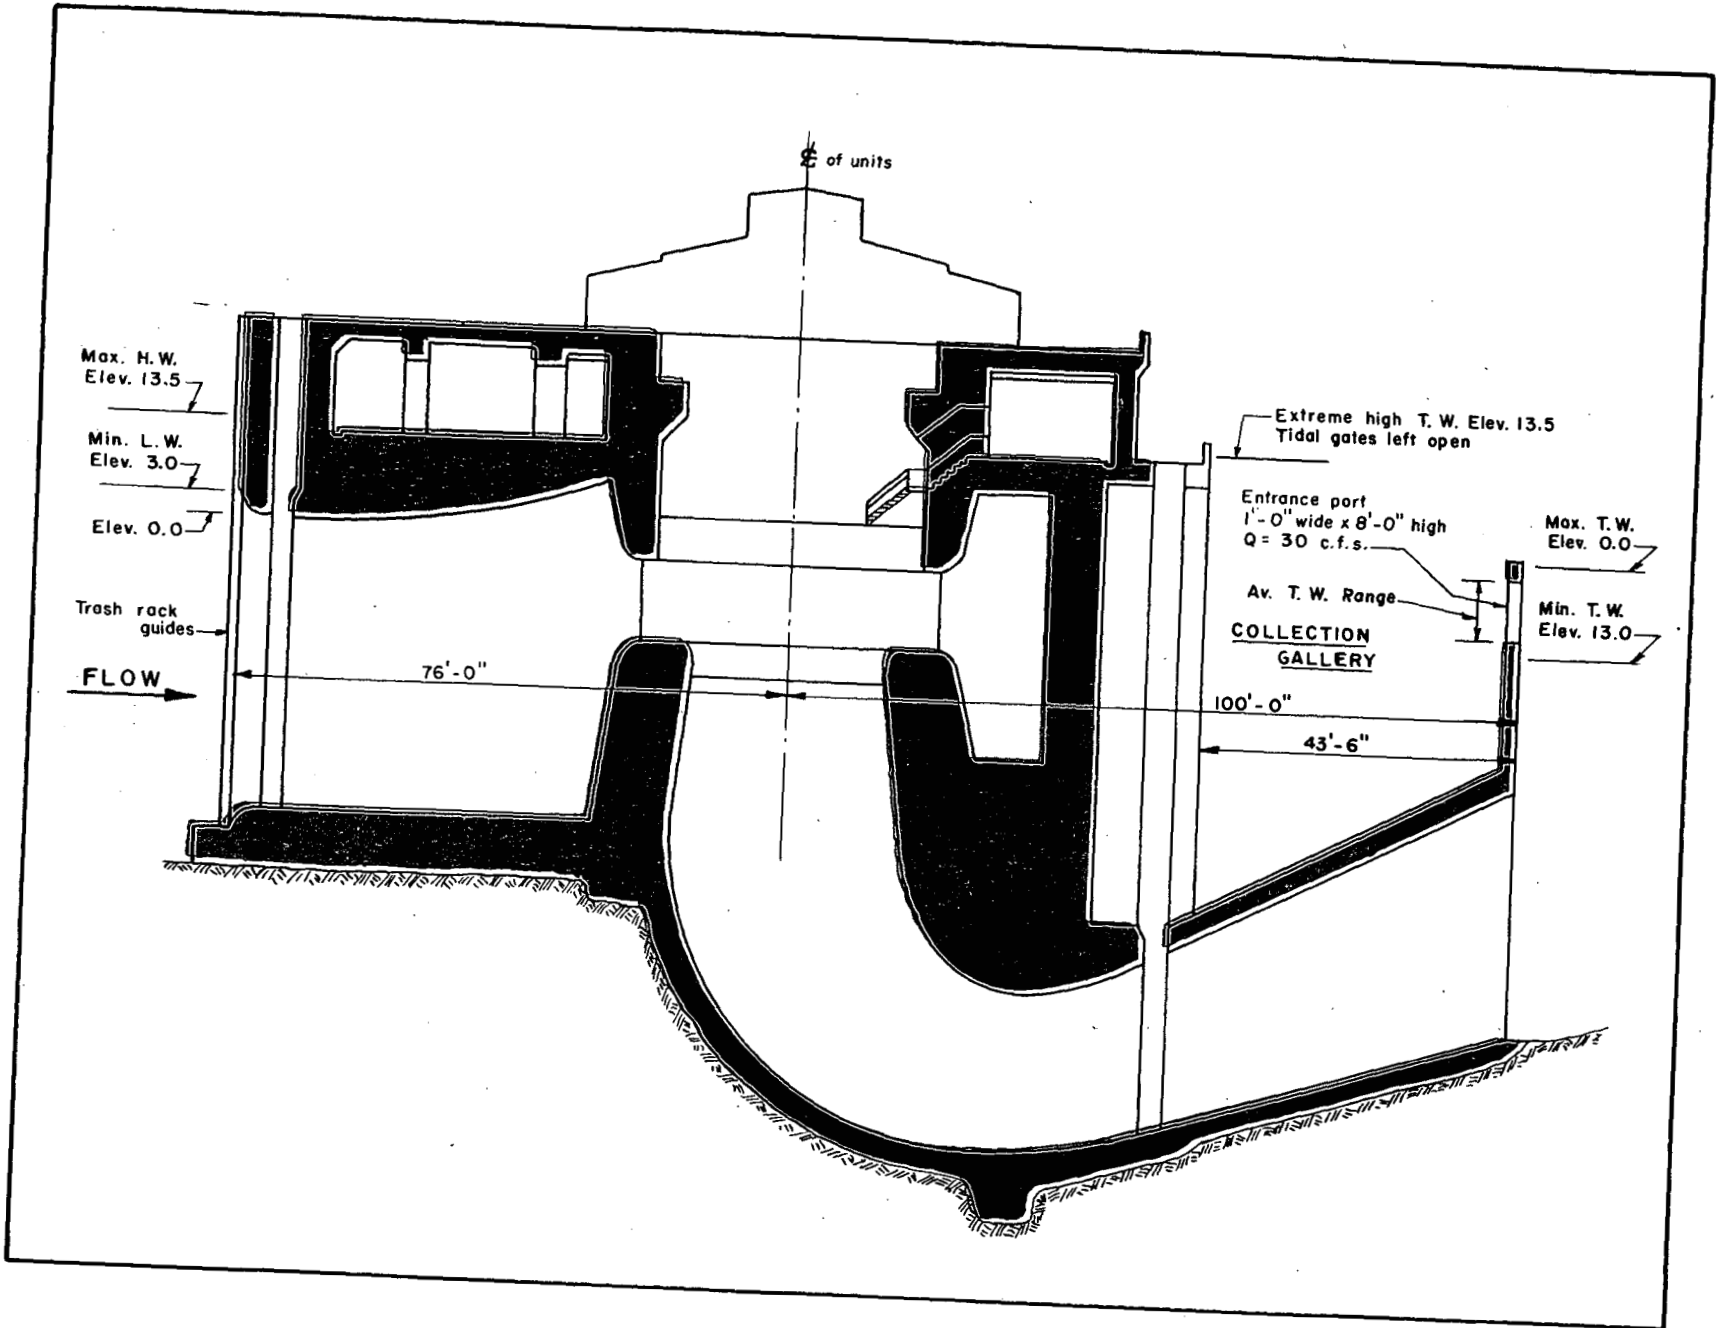 ℄ of units
Max. H.W.
Elev. 13.5
Min. L.W.
Elev. 3.0
Elev. 0.0
Trash rack
guides
FLOW
76'-0"
Extreme high T.W. Elev. 13.5
Tidal gates left open
Entrance port
1'-0" wide x 8'-0" high
Q = 30 c.f.s.
Av. T.W. Range
COLLECTION
GALLERY
100'-0"
43'-6"
Max. T.W.
Elev. 0.0
Min. T.W.
Elev. 13.0